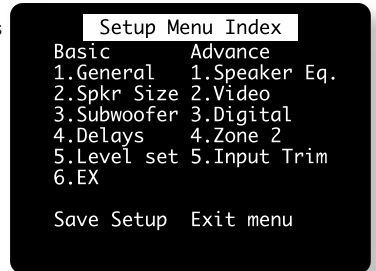 s
Setup Menu Index
Basic Advance
1.General 1.Speaker Eq.
2.Spkr Size 2.Video
3.Subwoofer 3.Digital
4.Delays 4.Zone 2
5.Level set 5.Input Trim
6.EX
Save Setup Exit menu